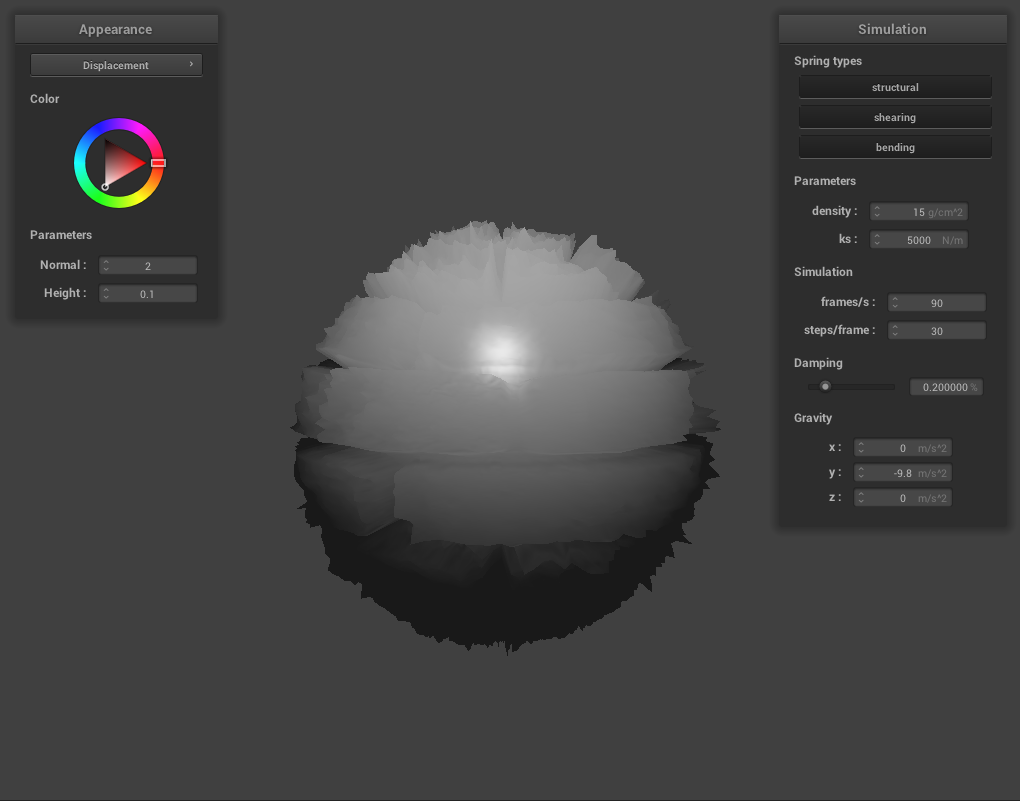 Appearance
Displacement
Color
Parameters
Normal : 2
Height : 0.1
Simulation
Spring types
structural
shearing
bending
Parameters
density : 15 g/cm^2
ks : 5000 N/m
Simulation
frames/s : 90
steps/frame : 30
Damping
0.200000 %
Gravity
x : 0 m/s^2
y : -9.8 m/s^2
z : 0 m/s^2